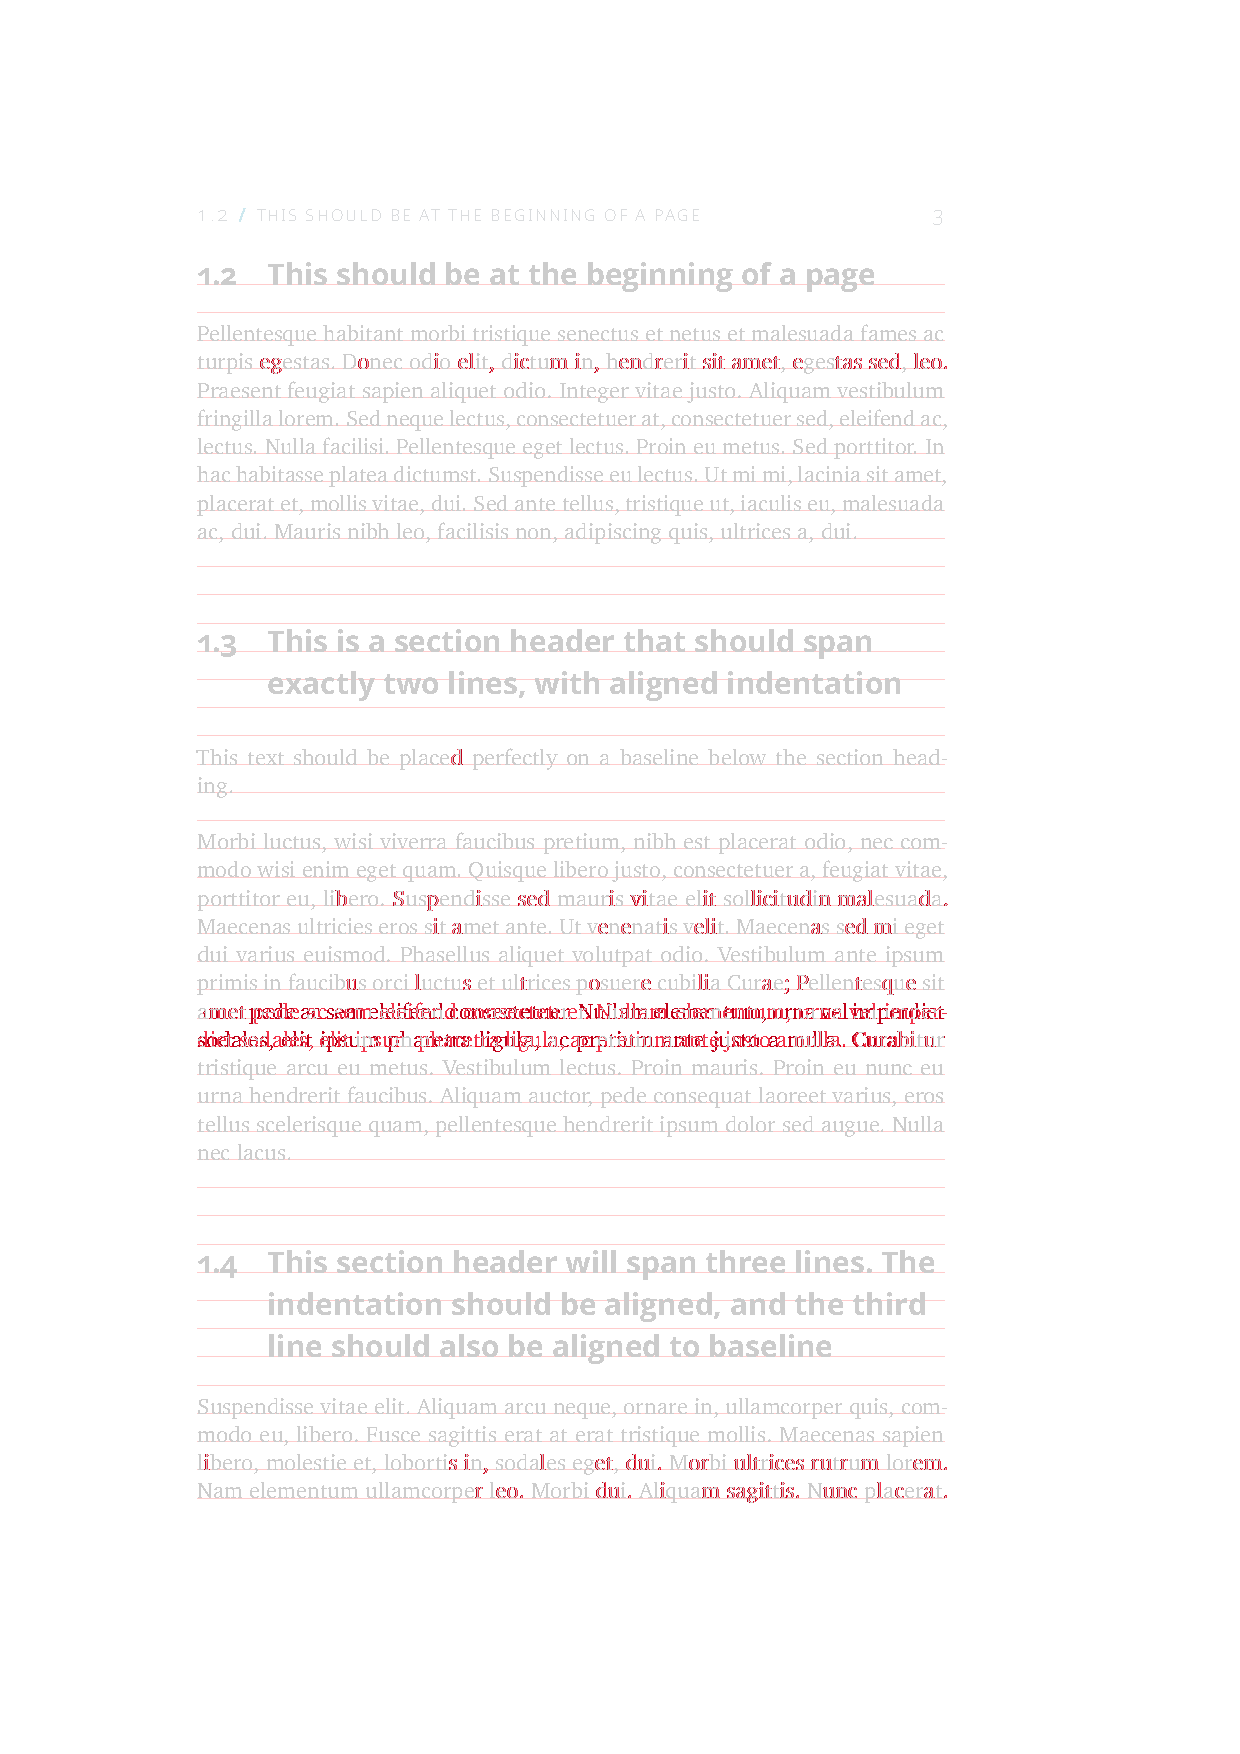 1.2 / THIS SHOULD BE AT THE BEGINNING OF A PAGE 3
1.2 This should be at the beginning of a page
Pellentesque habitant morbi tristique senectus et netus et malesuada fames ac
turpis egestas. Donec odio elit, dictum in, hendrerit sit amet, egestas sed, leo.
Praesent feugiat sapien aliquet odio. Integer vitae justo. Aliquam vestibulum
fringilla lorem. Sed neque lectus, consectetuer at, consectetuer sed, eleifend ac,
lectus. Nulla facilisi. Pellentesque eget lectus. Proin eu metus. Sed porttitor. In
hac habitasse platea dictumst. Suspendisse eu lectus. Ut mi mi, lacinia sit amet,
placerat et, mollis vitae, dui. Sed ante tellus, tristique ut, iaculis eu, malesuada
ac, dui. Mauris nibh leo, facilisis non, adipiscing quis, ultrices a, dui.
1.3 This is a section header that should span
exactly two lines, with aligned indentation
This text should be placed perfectly on a baseline below the section head-
ing.
Morbi luctus, wisi viverra faucibus pretium, nibh est placerat odio, nec com-
modo wisi enim eget quam. Quisque libero justo, consectetuer a, feugiat vitae,
porttitor eu, libero. Suspendisse sed mauris vitae elit sollicitudin malesuada.
Maecenas ultricies eros sit amet ante. Ut venenatis velit. Maecenas sed mi eget
dui varius euismod. Phasellus aliquet volutpat odio. Vestibulum ante ipsum
primis in faucibus orci luctus et ultrices posuere cubilia Curae; Pellentesque sit
amet
Curabitur
tristique arcu eu metus. Vestibulum lectus. Proin mauris. Proin eu nunc eu
urna hendrerit faucibus. Aliquam auctor, pede consequat laoreet varius, eros
tellus scelerisque quam, pellentesque hendrerit ipsum dolor sed augue. Nulla
nec lacus.
1.4 This section header will span three lines. The
indentation should be aligned, and the third
line should also be aligned to baseline
Suspendisse vitae elit. Aliquam arcu neque, ornare in, ullamcorper quis, com-
modo eu, libero. Fusce sagittis erat at erat tristique mollis. Maecenas sapien
libero, molestie et, lobortis in, sodales eget, dui. Morbi ultrices rutrum lorem.
Nam elementum ullamcorper leo. Morbi dui. Aliquam sagittis. Nunc placerat.